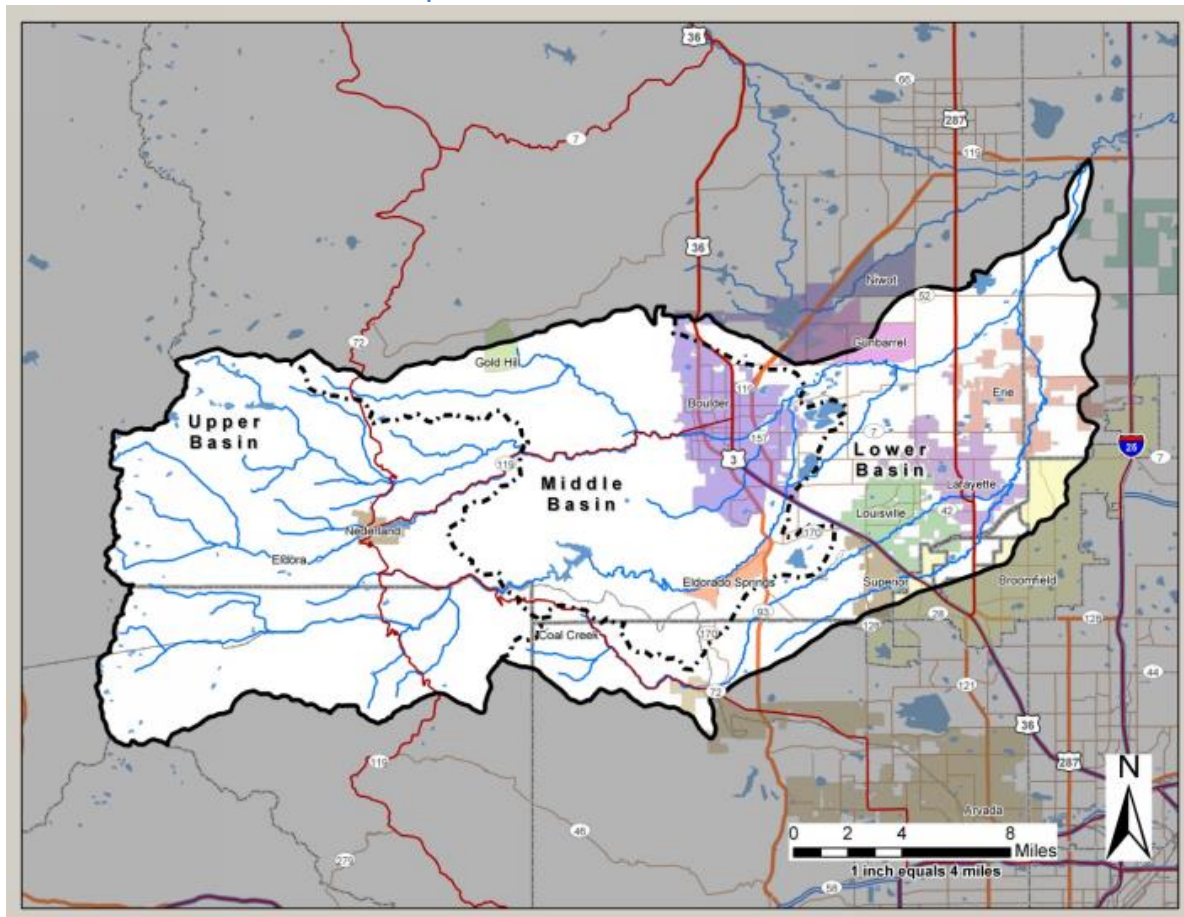 36
66
287
7
119
36
Niwot
52
72
Gunbarrel
Gold Hill
Upper
Basin
Boulder
119
Erie
157
7
3
Lower
Basin
25
7
119
Middle
Basin
Lafayette
Louisville
42
Nederland
170
Eldora
Eldorado Springs
Superior
Broomfield
93
28
128
128
Coal Creek
170
44
72
121
36
119
287
N
46
Arvada
0 2 4 8
Miles
1 inch equals 4 miles
279
58